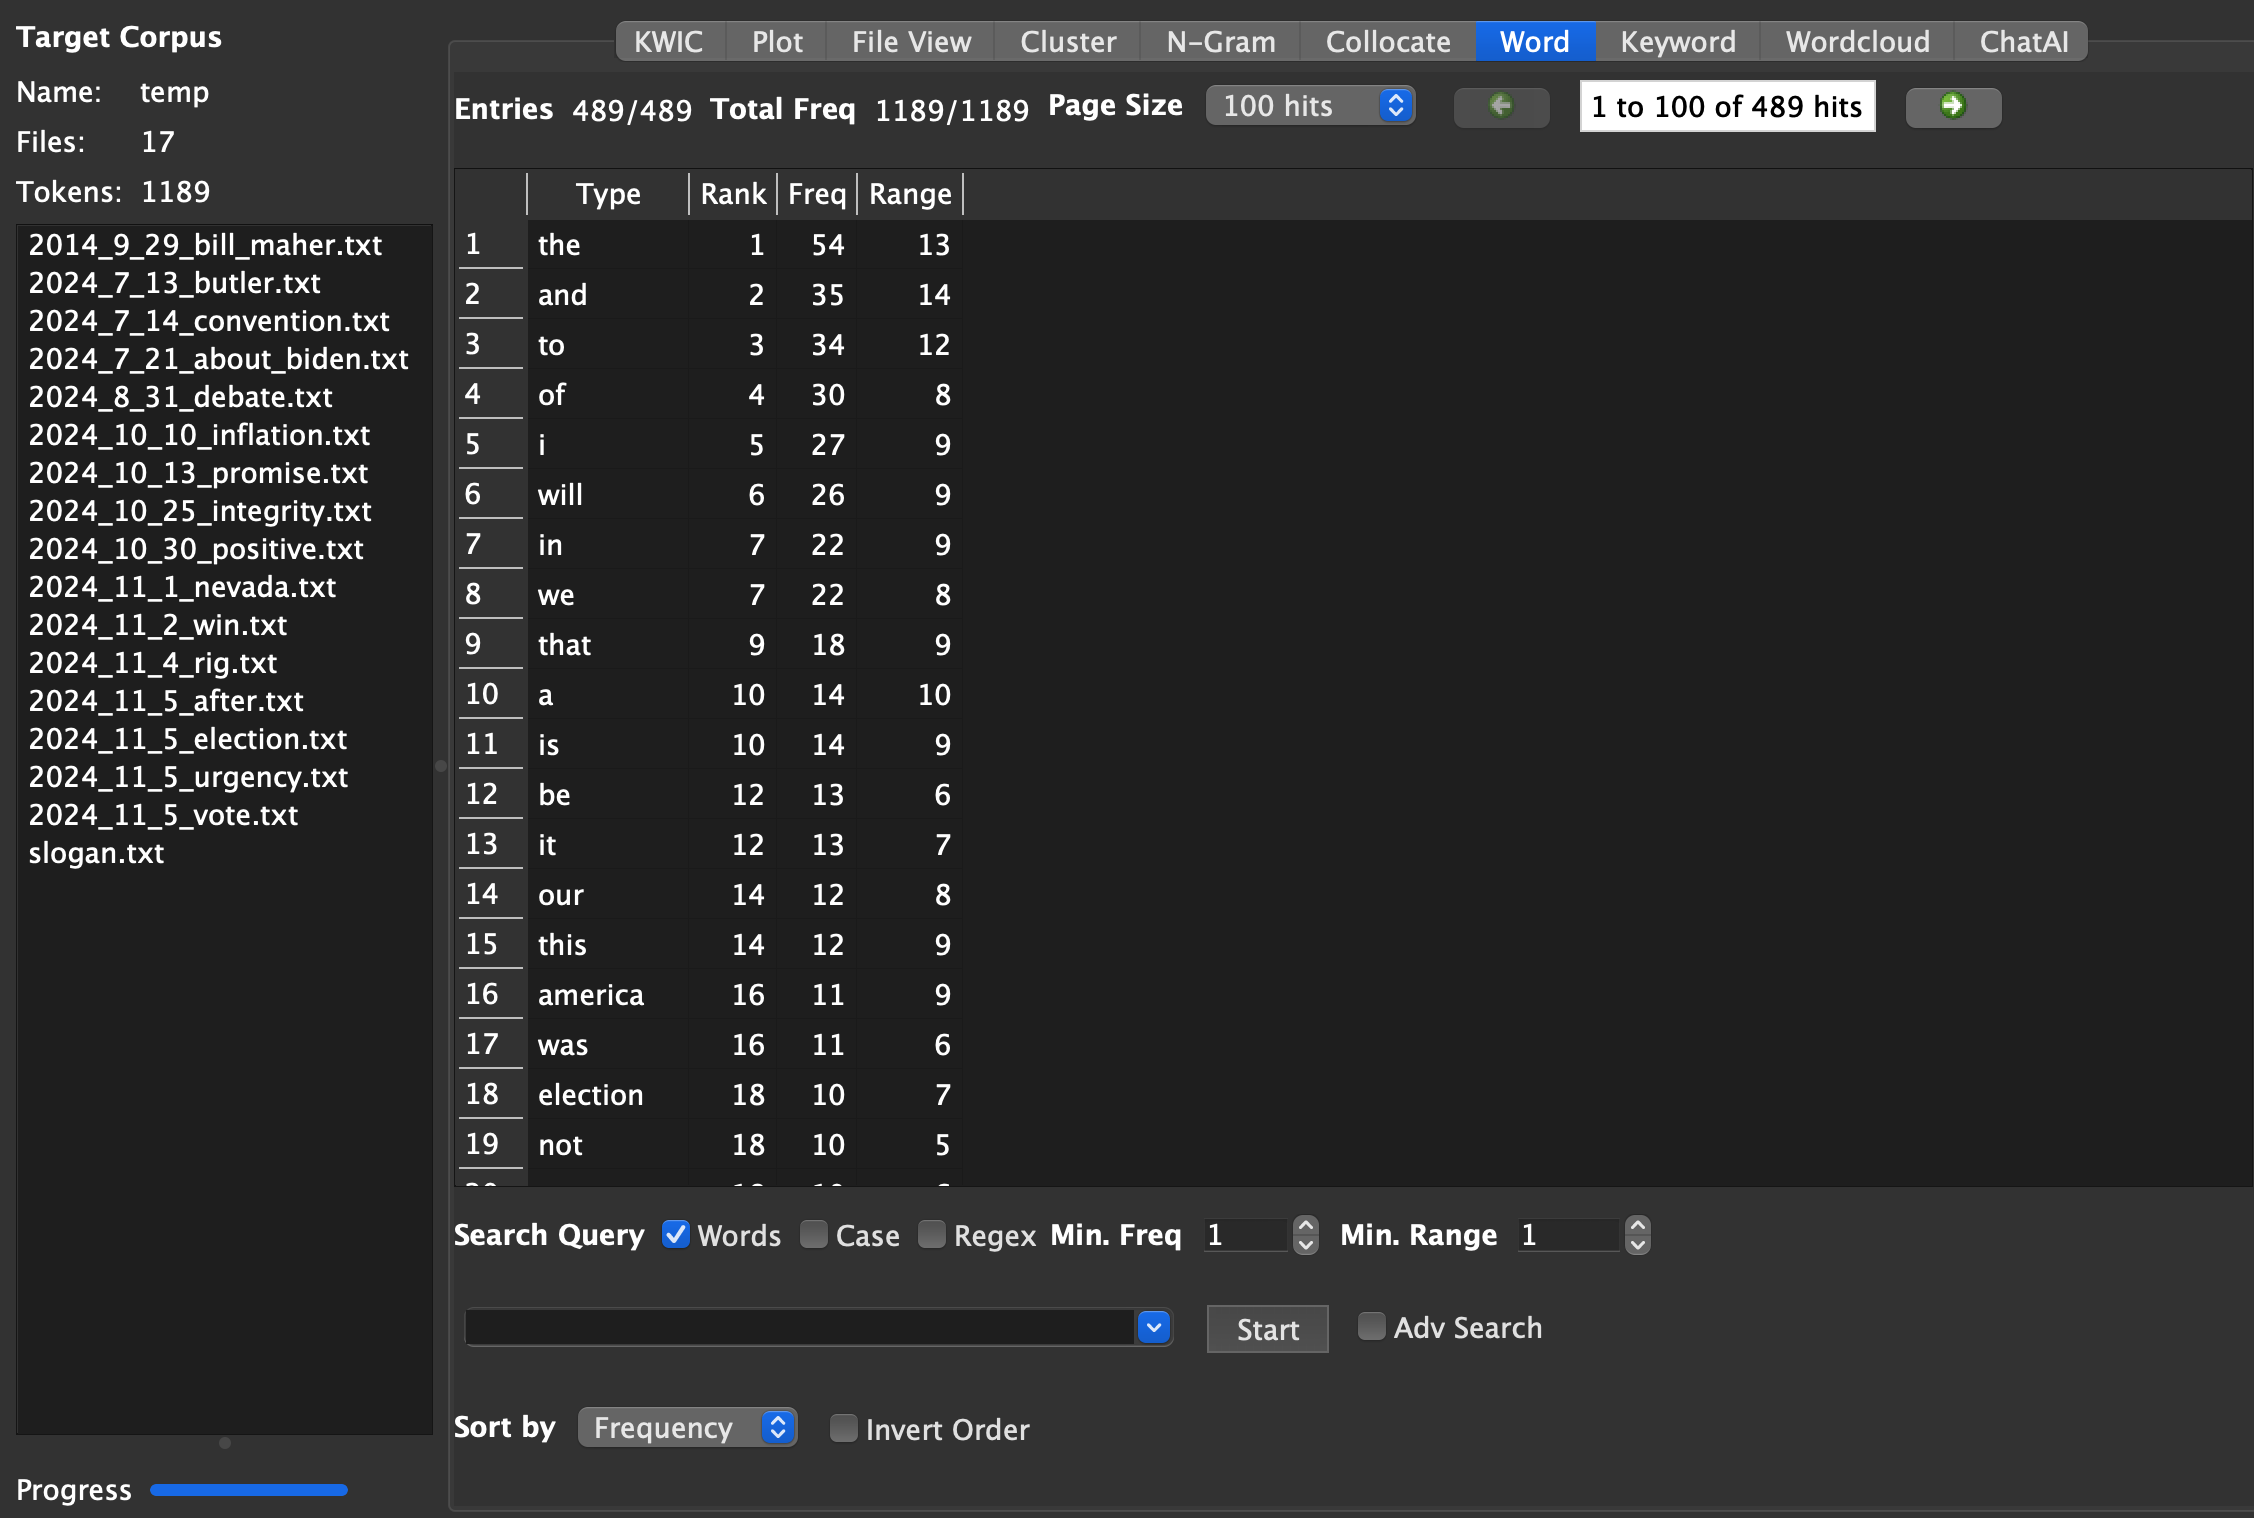 Target Corpus
Name: temp
Files: 17
Tokens: 1189
2014_9_29_bill_maher.txt
2024_7_13_butler.txt
2024_7_14_convention.txt
2024_7_21_about_biden.txt
2024_8_31_debate.txt
2024_10_10_inflation.txt
2024_10_13_promise.txt
2024_10_25_integrity.txt
2024_10_30_positive.txt
2024_11_1_nevada.txt
2024_11_2_win.txt
2024_11_4_rig.txt
2024_11_5_after.txt
2024_11_5_election.txt
2024_11_5_urgency.txt
2024_11_5_vote.txt
slogan.txt
Progress
KWIC Plot File View Cluster N-Gram Collocate Word Keyword Wordcloud ChatAI
Entries 489/489 Total Freq 1189/1189 Page Size 100 hits 1 to 100 of 489 hits
Type Rank Freq Range
1 the 1 54 13
2 and 2 35 14
3 to 3 34 12
4 of 4 30 8
5 i 5 27 9
6 will 6 26 9
7 in 7 22 9
8 we 7 22 8
9 that 9 18 9
10 a 10 14 10
11 is 10 14 9
12 be 12 13 6
13 it 12 13 7
14 our 14 12 8
15 this 14 12 9
16 america 16 11 9
17 was 16 11 6
18 election 18 10 7
19 not 18 10 5
Search Query Words Case Regex Min. Freq 1 Min. Range 1
Start Adv Search
Sort by Frequency Invert Order